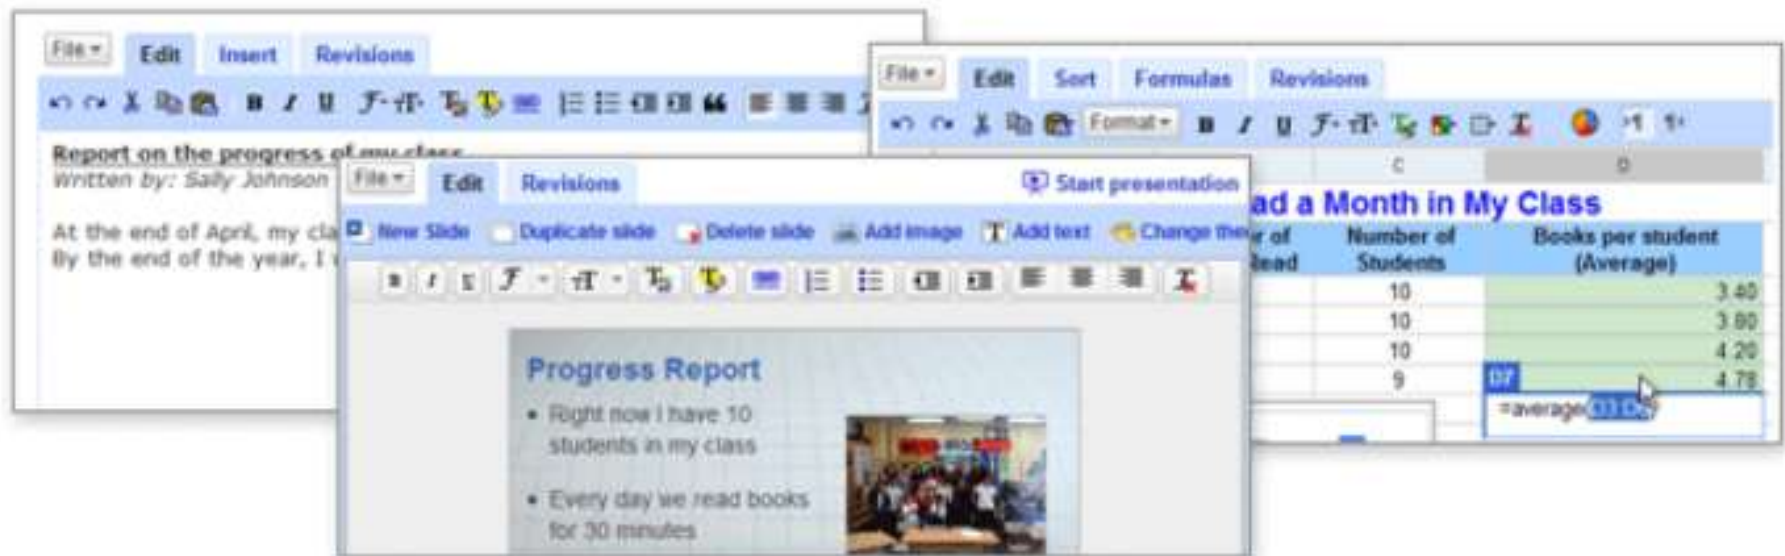 File
Edit Insert Revisions
B I U
Report on the progress of my class
Written by: Sally Johnson
At the end of April, my cla
By the end of the year, I
File
Edit Revisions
Start presentation
New Slide Duplicate slide Delete slide Add image Add text Change the
B I
Progress Report
• Right now I have 10
students in my class
• Every day we read books
for 30 minutes
File
Edit Sort Formulas Revisions
Format B I U
C D
ad a Month in My Class
r of Number of Books per student
Read Students (Average)
10 3.40
10 3.80
10 4.20
9 4.78
D7
=average(D3:D6)